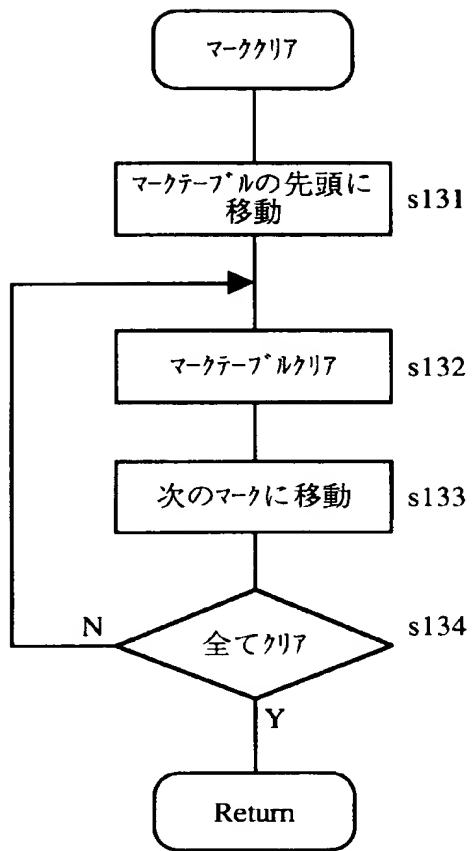 マーククリア
マークテーブルの先頭に
移動
s131
マークテーブルクリア
s132
次のマークに移動
s133
全てクリア
s134
N
Y
Return